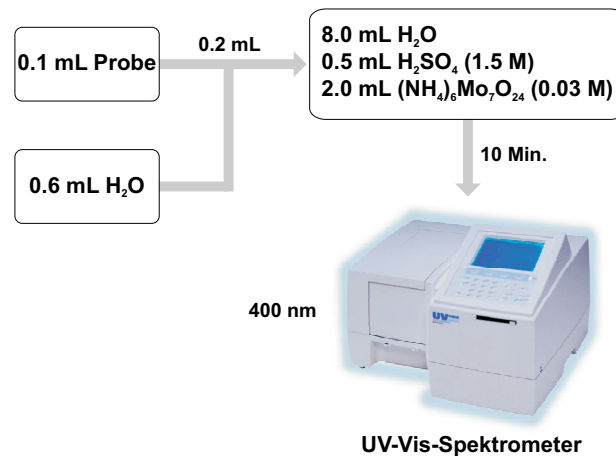 0.1 mL Probe
0.2 mL
8.0 mL H₂O
0.5 mL H₂SO₄ (1.5 M)
2.0 mL (NH₄)₆Mo₇O₂₄ (0.03 M)
0.6 mL H₂O
10 Min.
400 nm
UV
UV-Vis-Spektrometer